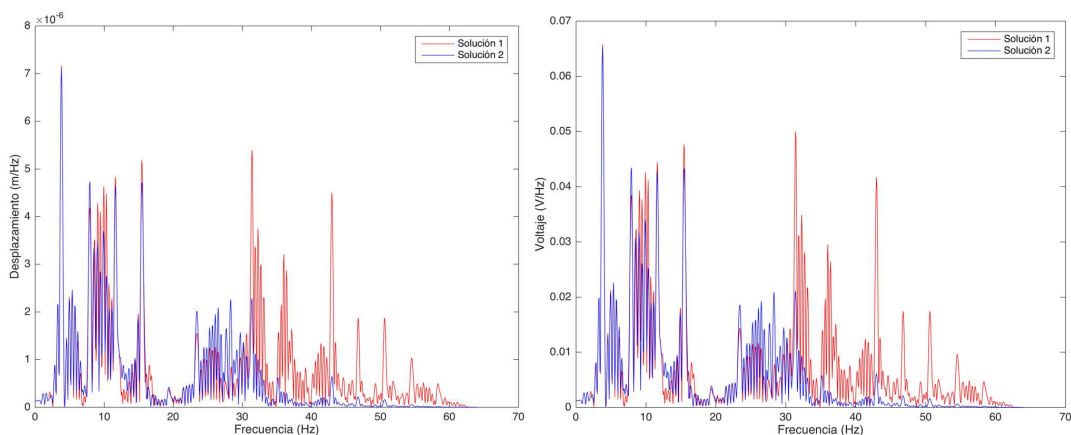 ×10⁻⁶
8
7
6
5
4
3
2
1
0
Desplazamiento (m/Hz)
Solución 1
Solución 2
0 10 20 30 40 50 60 70
Frecuencia (Hz)
0.07
0.06
0.05
0.04
0.03
0.02
0.01
0
Voltaje (V/Hz)
Solución 1
Solución 2
0 10 20 30 40 50 60 70
Frecuencia (Hz)